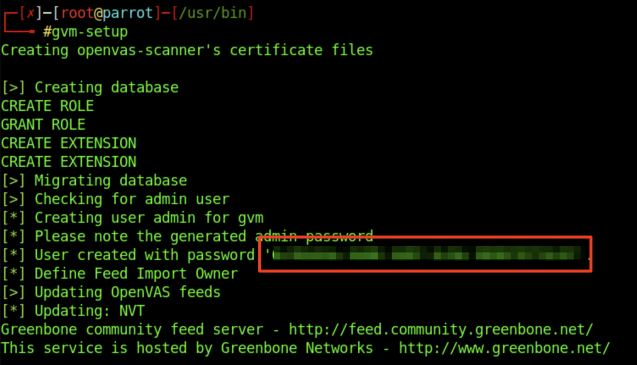 ┌─[✗]─[root@parrot]─[/usr/bin]
└──╼ #gvm-setup
Creating openvas-scanner's certificate files
[>] Creating database
CREATE ROLE
GRANT ROLE
CREATE EXTENSION
CREATE EXTENSION
[>] Migrating database
[>] Checking for admin user
[*] Creating user admin for gvm
[*] Please note the generated admin password
[*] User created with password '
[*] Define Feed Import Owner
[>] Updating OpenVAS feeds
[*] Updating: NVT
Greenbone community feed server - http://feed.community.greenbone.net/
This service is hosted by Greenbone Networks - http://www.greenbone.net/